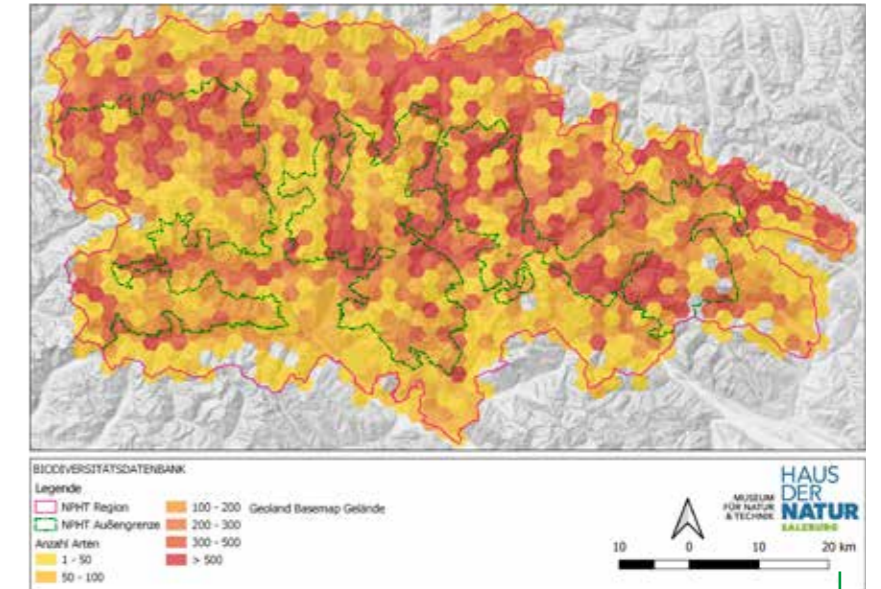 BIODIVERSITÄTSDATENBANK
Legende
NPHT Region
NPHT Außengrenze
Anzahl Arten
1 - 50
50 - 100
100 - 200
200 - 300
300 - 500
> 500
Geoland Basemap Gelände
MUSEUM
FÜR NATUR
& TECHNIK
HAUS
DER
NATUR
SALZBURG
10 0 10 20 km